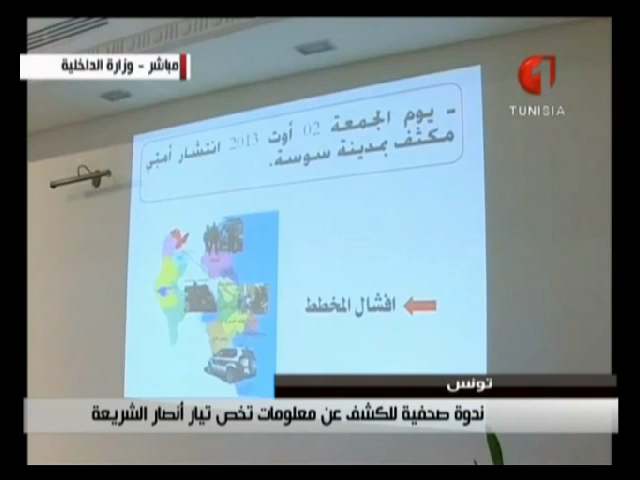 مباشر - وزارة الداخلية
1
TUNISIA
- يوم الجمعة 02 أوت 2013 انتشار أمني
مكثف بمدينة سوسة.
افشال المخطط
تونس
ندوة صحفية للكشف عن معلومات تخص تيار أنصار الشريعة